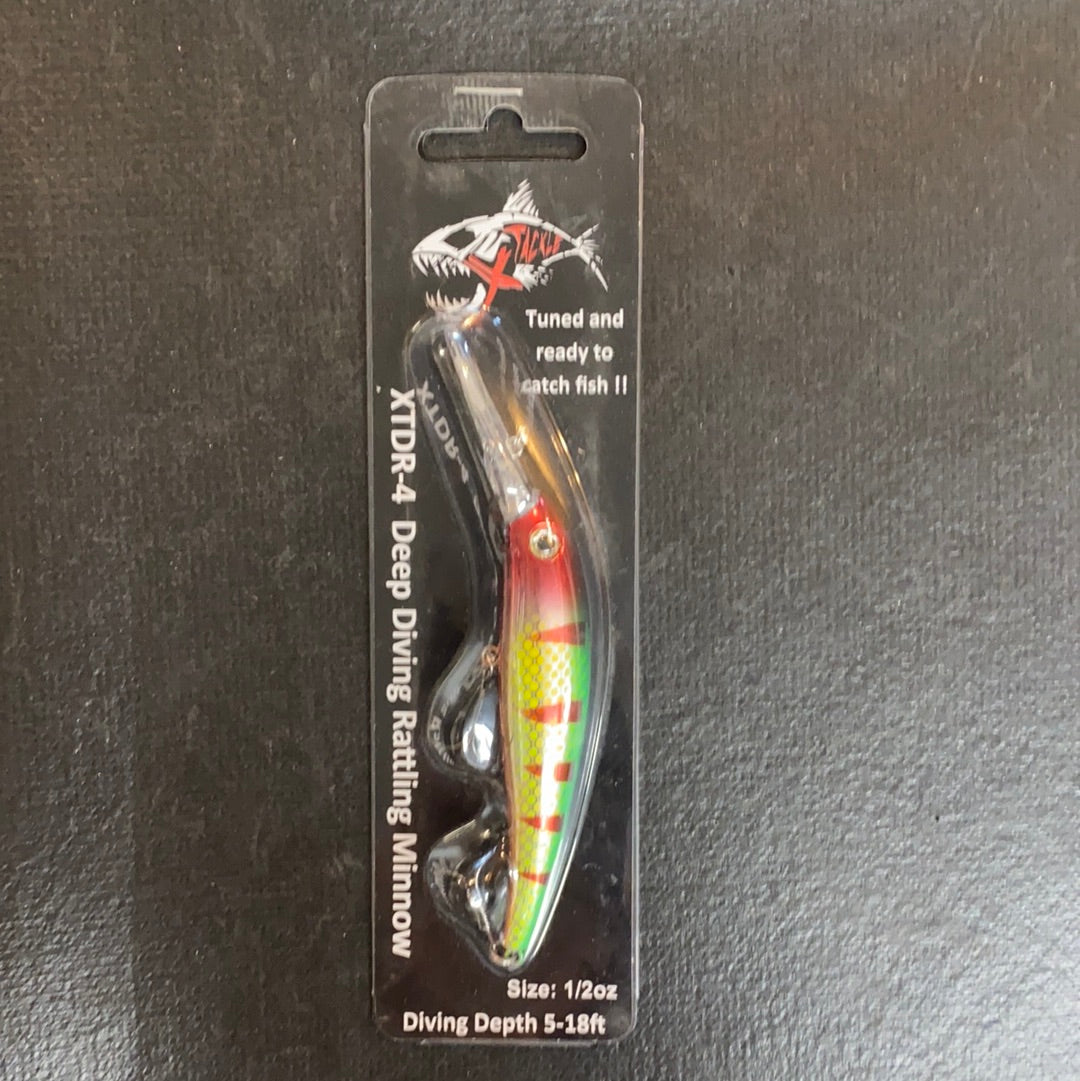 TACKLE
Tuned and
ready to
catch fish !!
XTDR-4 Deep Diving Rattling Minnow
Size: 1/2oz
Diving Depth 5-18ft